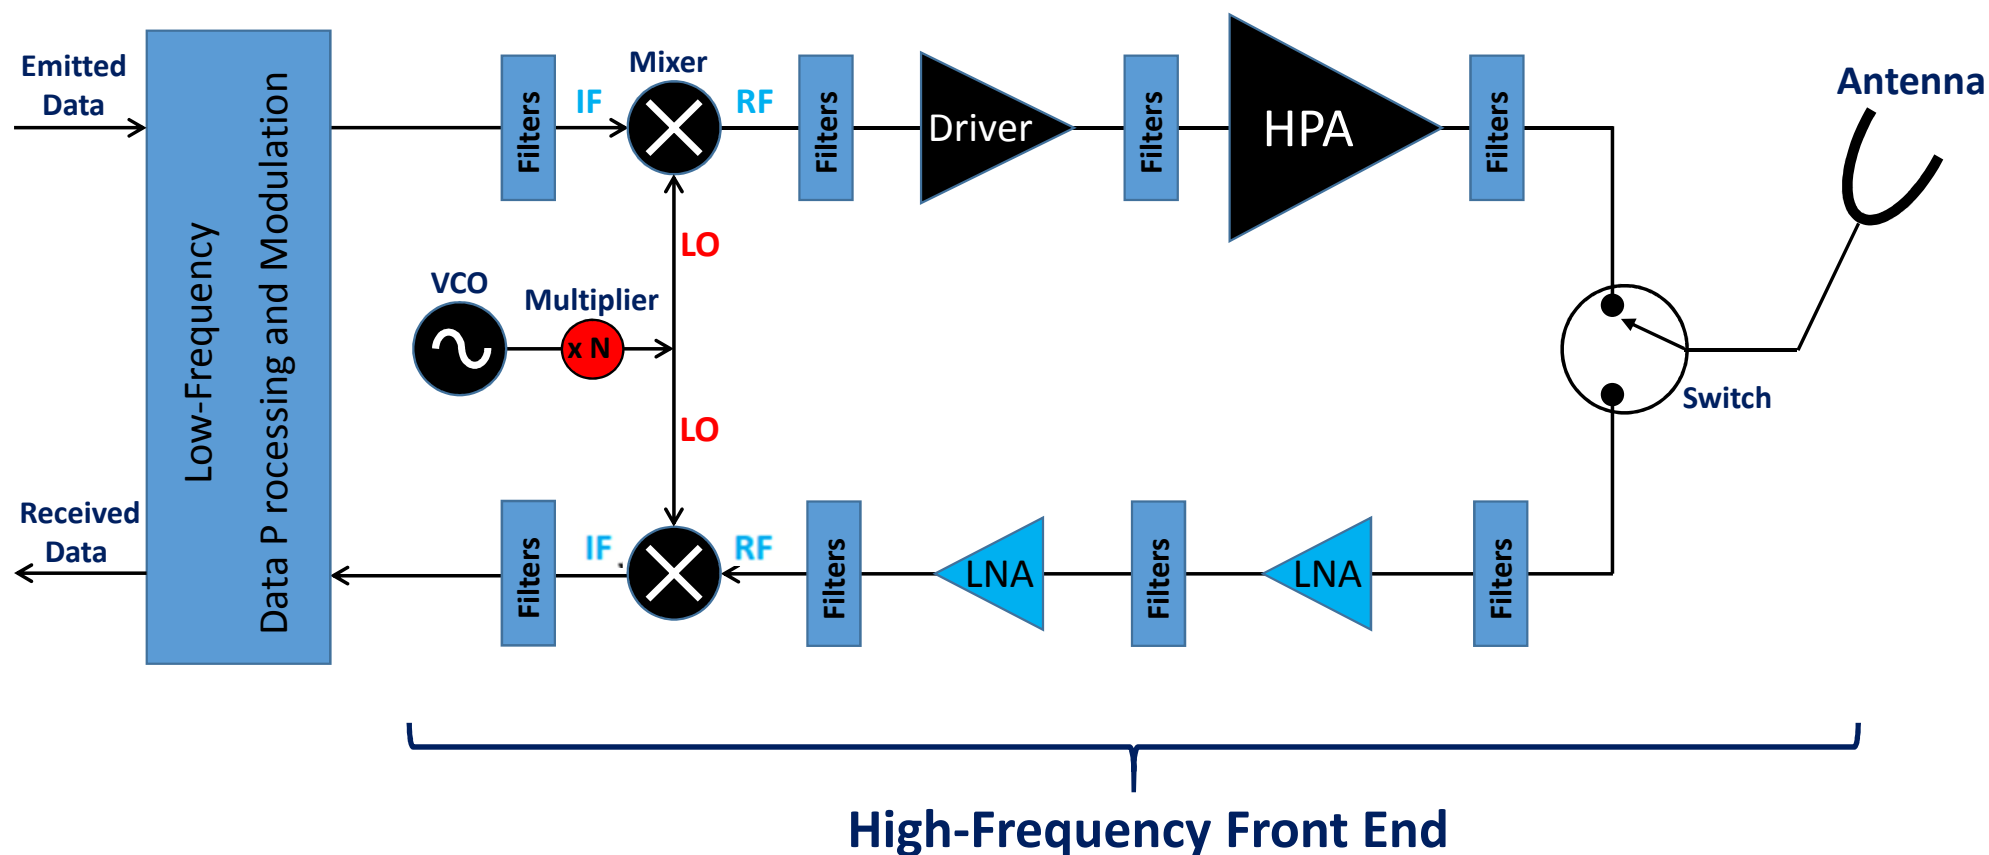 Emitted
Data
Low-Frequency
Data P rocessing and Modulation
Filters
IF
Mixer
RF
Filters
Driver
Filters
HPA
Filters
Antenna
LO
VCO
Multiplier
x N
LO
Switch
Received
Data
Filters
IF
RF
Filters
LNA
Filters
LNA
Filters
High-Frequency Front End